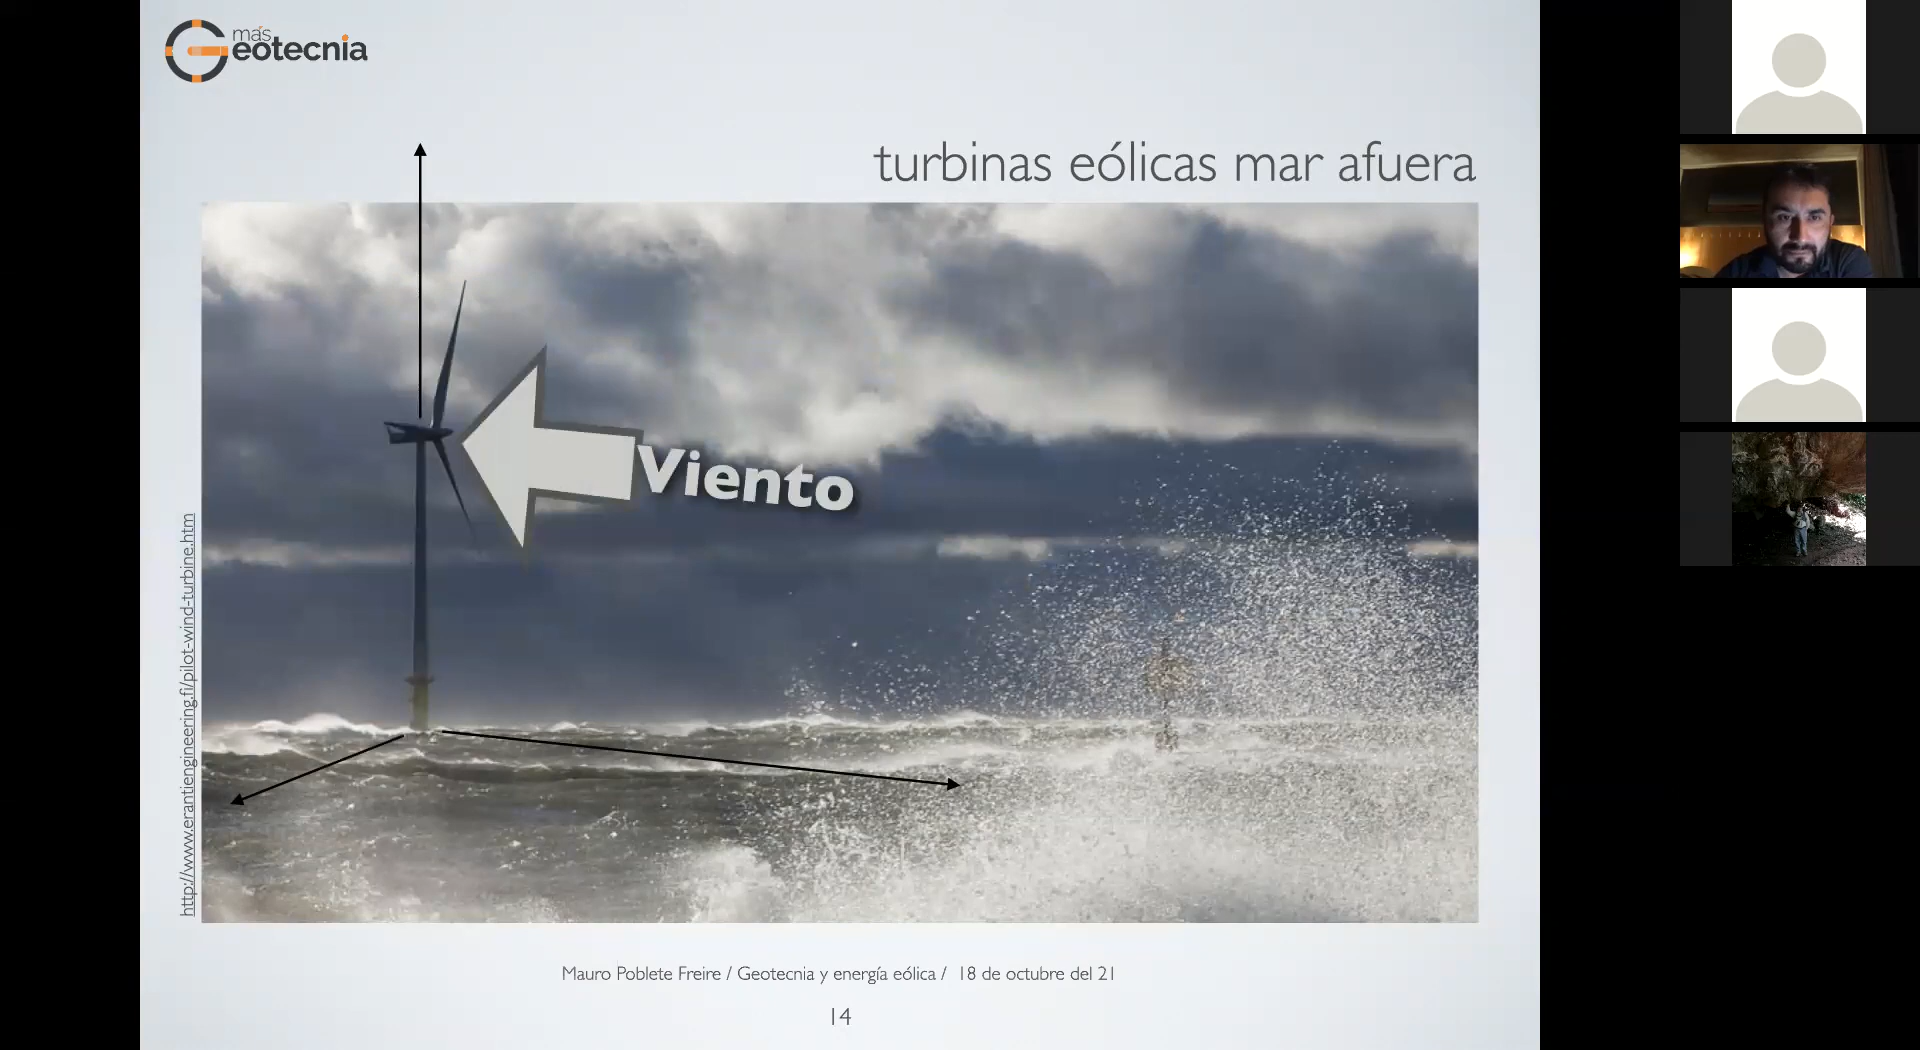 más
Geotecnia
turbinas eólicas mar afuera
Viento
http://www.erantiengineering.fi/pilot-wind-turbine.htm
Mauro Poblete Freire / Geotecnia y energía eólica / 18 de octubre del 21
14